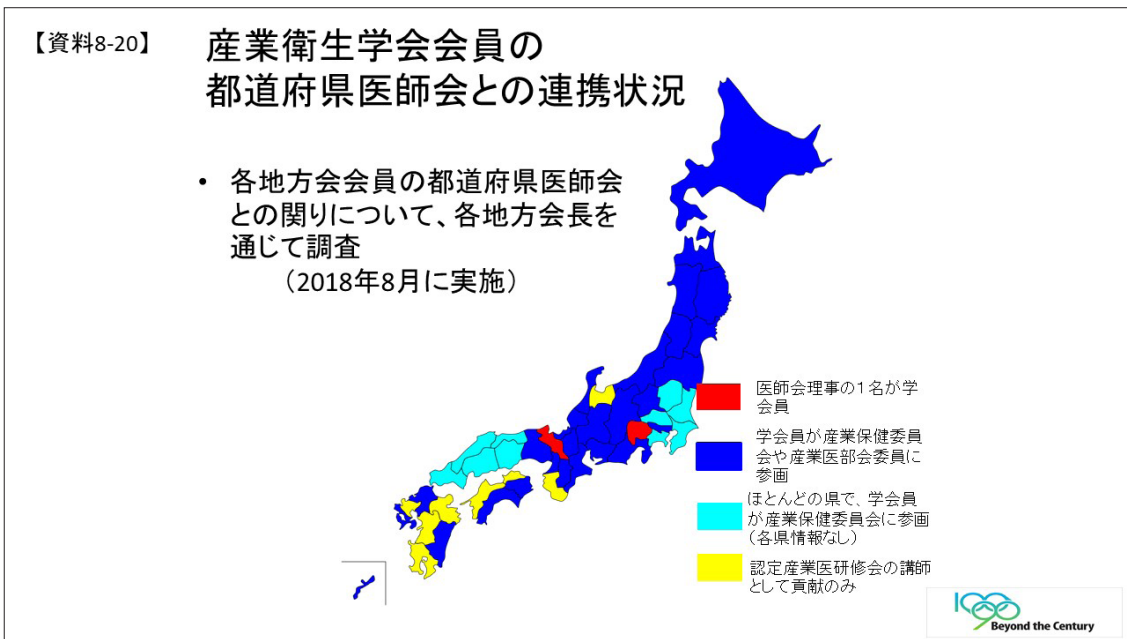 【資料8-20】
産業衛生学会会員の
都道府県医師会との連携状況
• 各地方会会員の都道府県医師会
との関りについて、各地方会長を
通じて調査
（2018年8月に実施）
医師会理事の１名が学
会員
学会員が産業保健委員
会や産業医部会委員に
参画
ほとんどの県で、学会員
が産業保健委員会に参画
（各県情報なし）
認定産業医研修会の講師
として貢献のみ
Beyond the Century